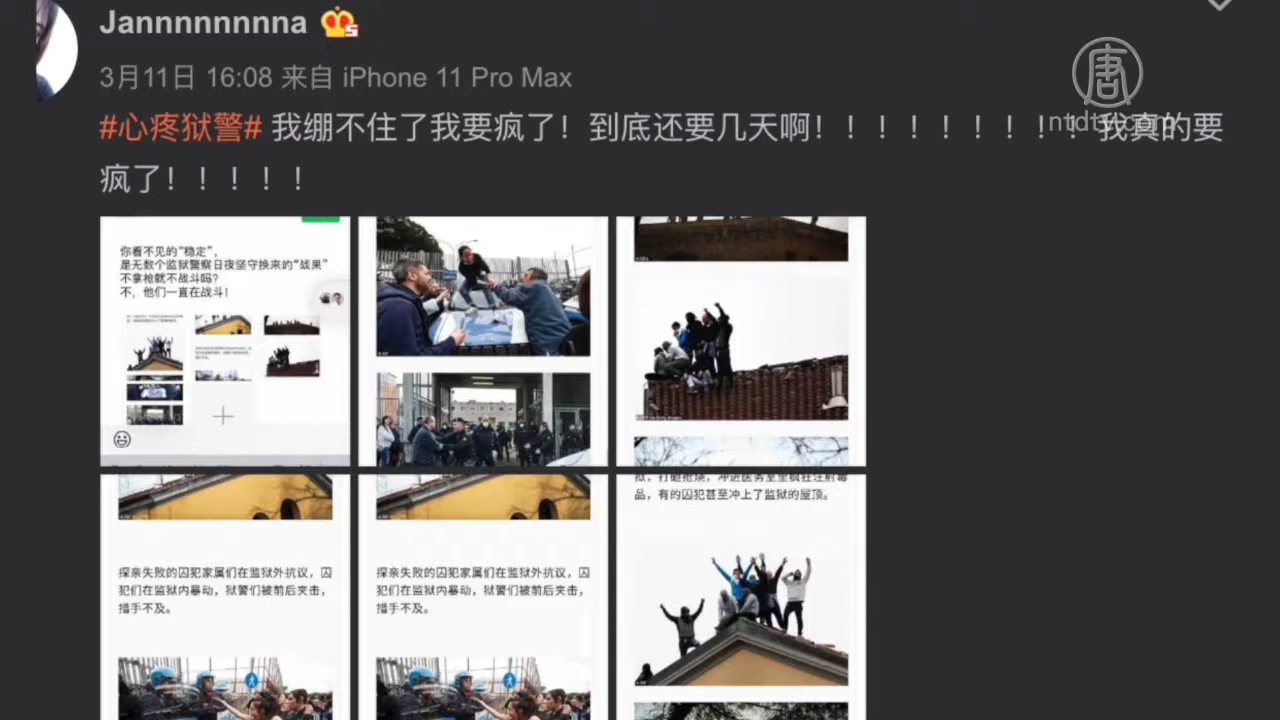 Jannnnnnnnna
3月11日 16:08 来自 iPhone 11 Pro Max
唐
ntdtv.com
#心疼狱警# 我绷不住了我要疯了！到底还要几天啊！！！！！！！！！我真的要
疯了！！！！！
你看不见的“稳定”，
是无数个监狱警察日夜坚守换来的“战果”
不拿枪就不战斗吗？
不，他们一直在战斗！
探亲失败的囚犯家属们在监狱外抗议，囚
犯们在监狱内暴动，狱警们被前后夹击，
措手不及。
探亲失败的囚犯家属们在监狱外抗议，囚
犯们在监狱内暴动，狱警们被前后夹击，
措手不及。
狱，打砸抢烧，冲进医务室里疯狂注射毒
品，有的囚犯甚至冲上了监狱的屋顶。